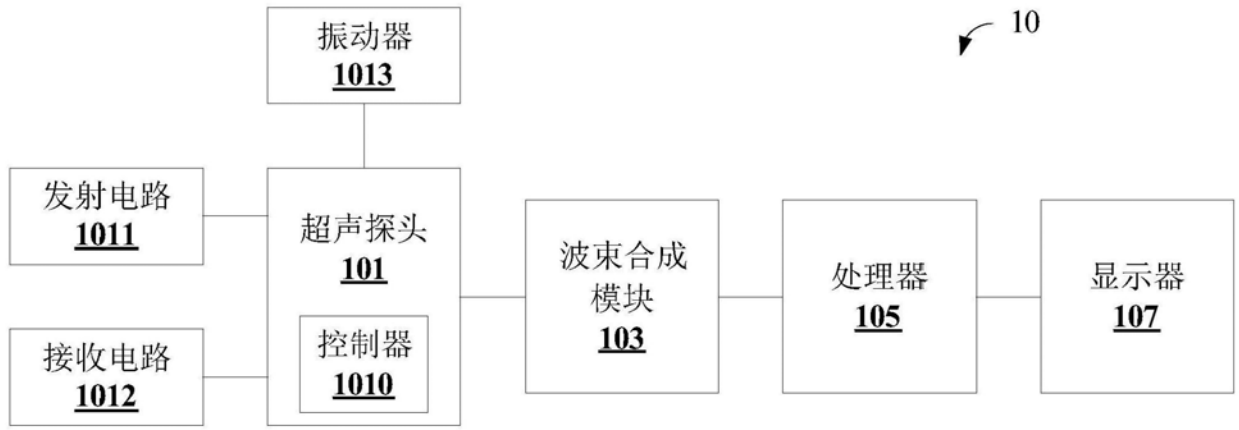 10
振动器
1013
发射电路
1011
接收电路
1012
超声探头
101
控制器
1010
波束合成
模块
103
处理器
105
显示器
107